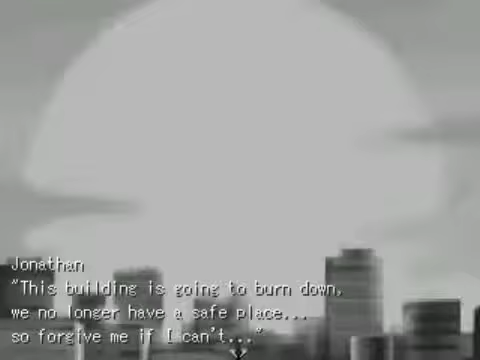 Jonathan
"This building is going to burn down,
we no longer have a safe place...
so forgive me if I can't..."